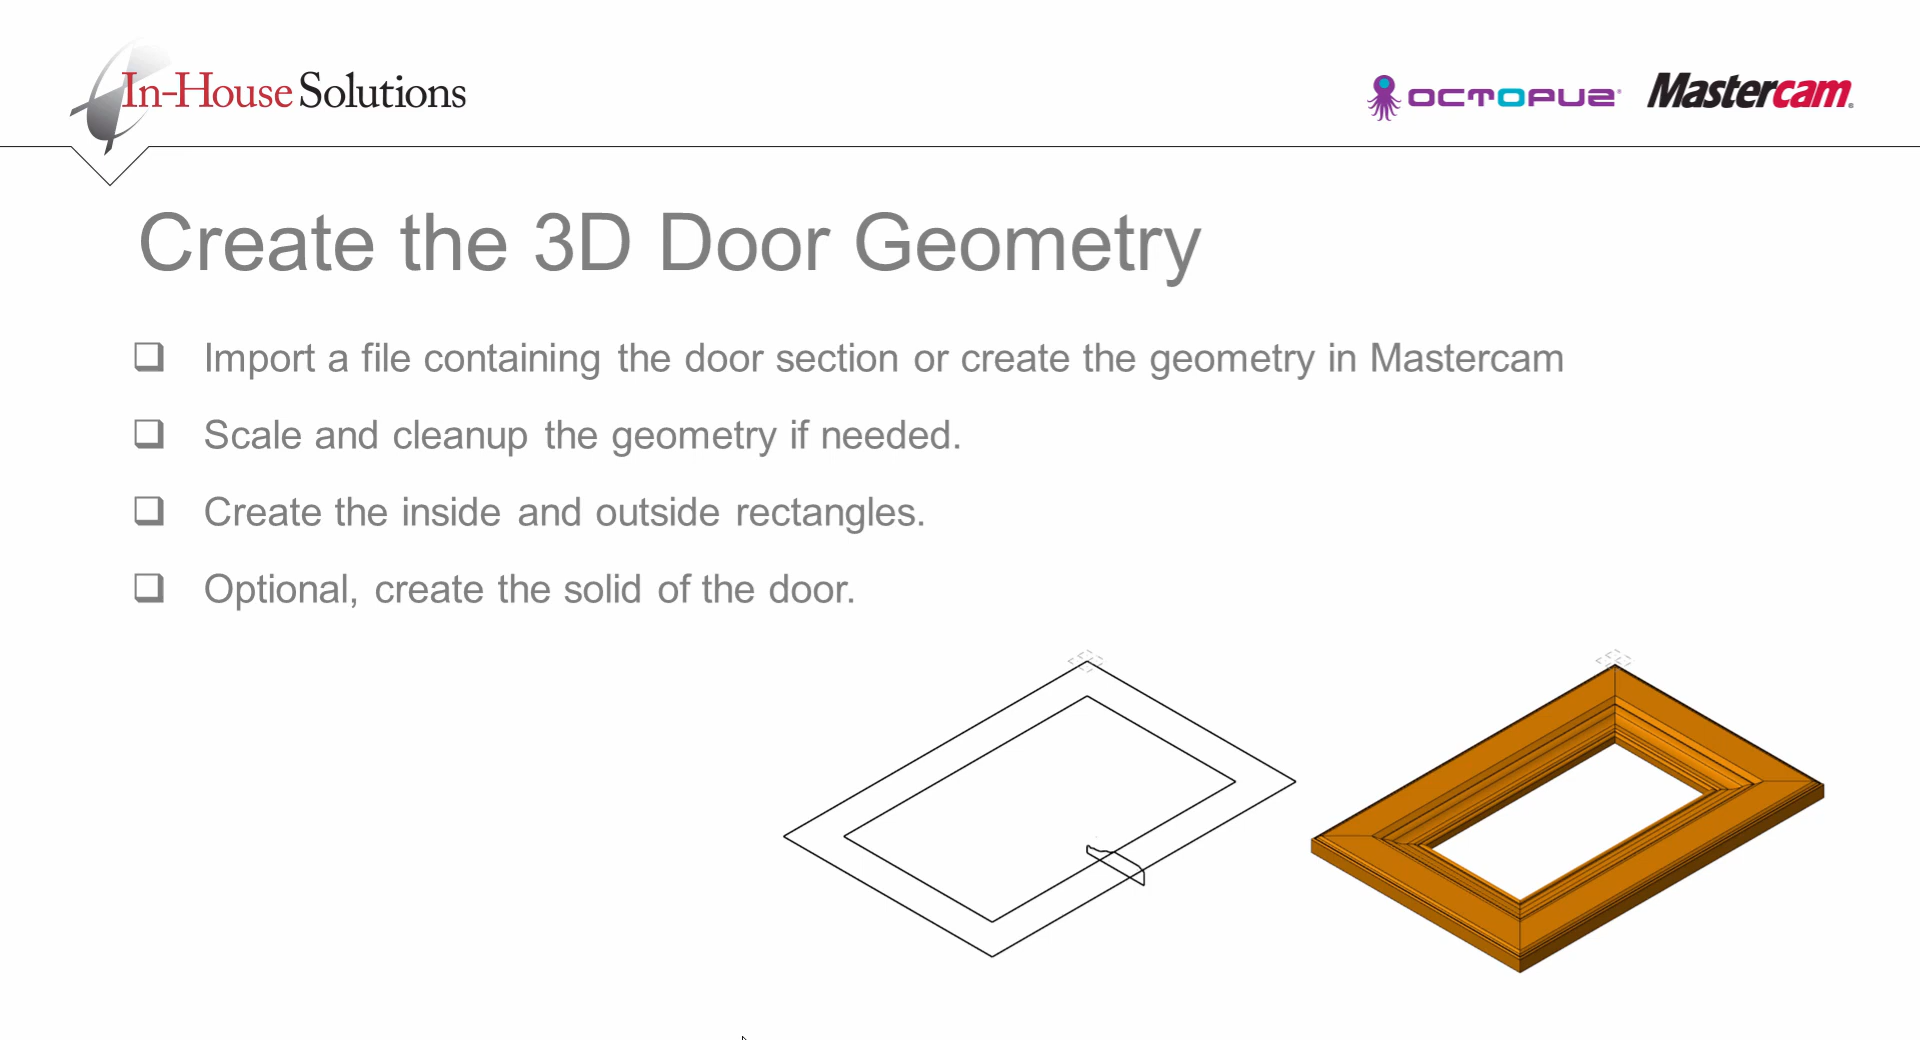 In-House Solutions
OCTOPUZ
Mastercam
Create the 3D Door Geometry
Import a file containing the door section or create the geometry in Mastercam
Scale and cleanup the geometry if needed.
Create the inside and outside rectangles.
Optional, create the solid of the door.